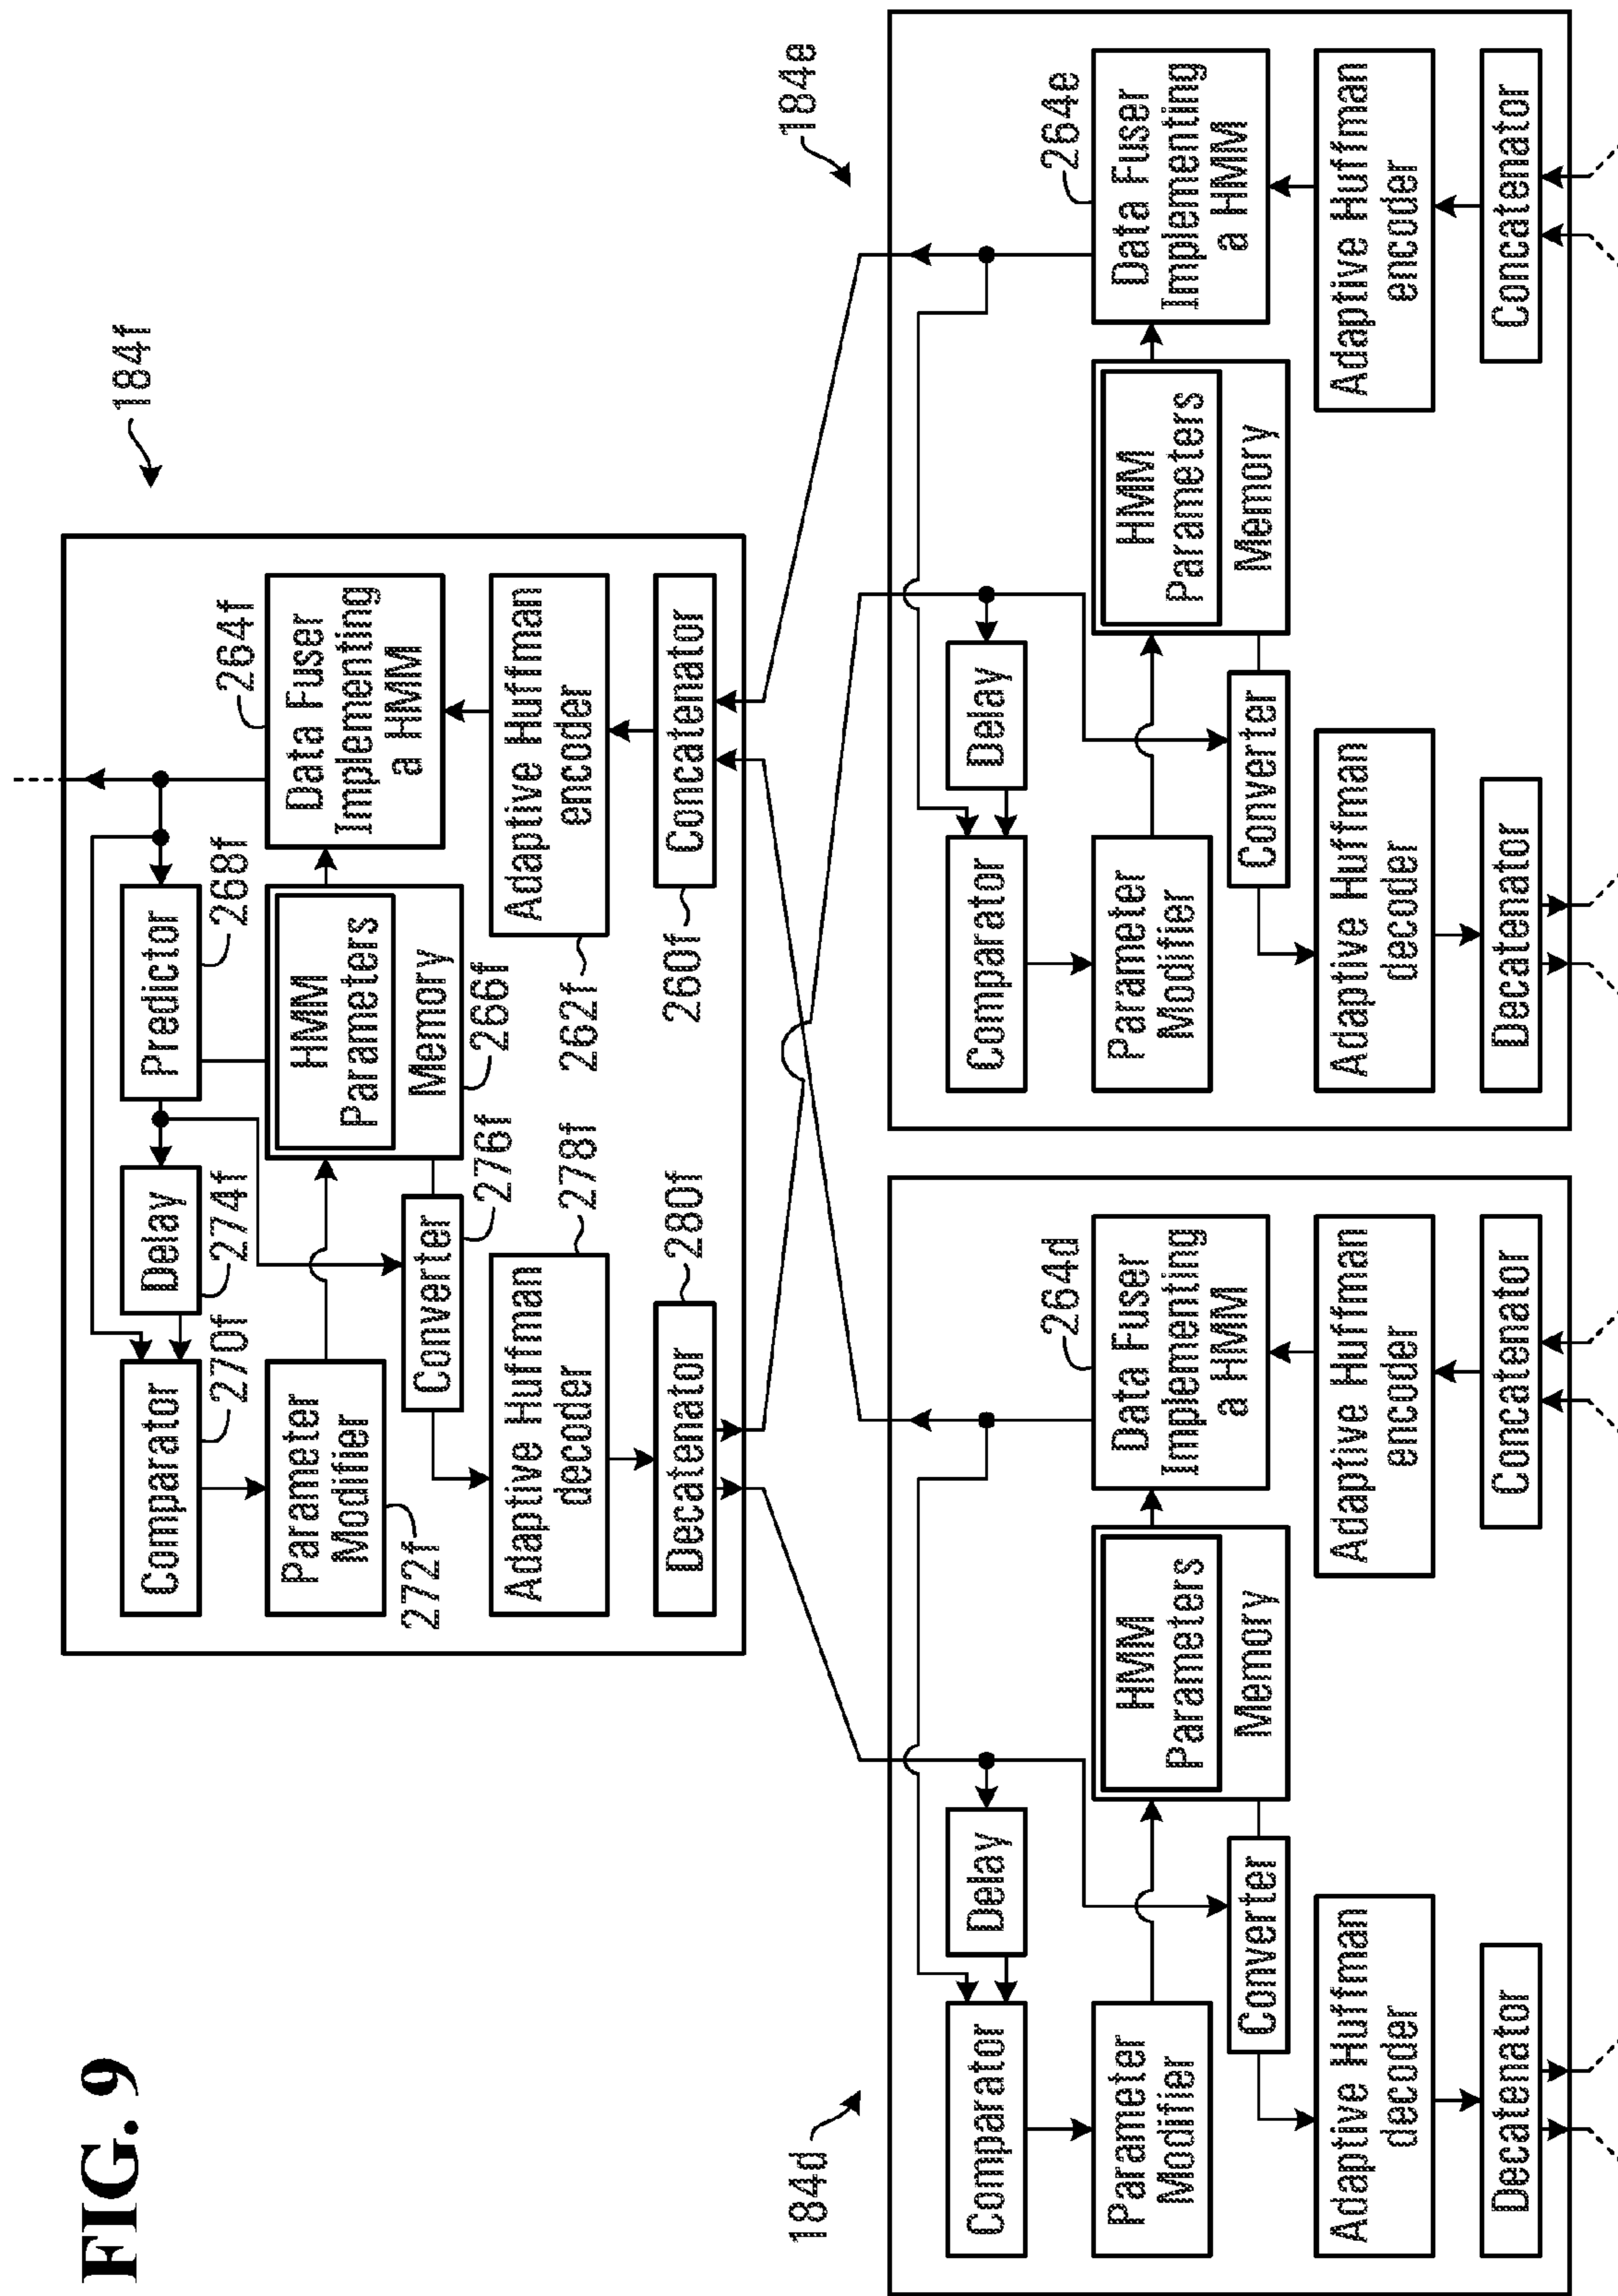 FIG. 9
184f
Comparator
270f
Delay
274f
Predictor
268f
Parameter
Modifier
272f
HMM
Parameters
Memory
266f
Data Fuser
Implementing
a HMM
264f
Converter
276f
Adaptive Huffman
decoder
278f
Adaptive Huffman
encoder
262f
Decatenator
280f
Concatenator
260f
184d
Comparator
Delay
Parameter
Modifier
HMM
Parameters
Memory
Data Fuser
Implementing
a HMM
264d
Converter
Adaptive Huffman
decoder
Adaptive Huffman
encoder
Decatenator
Concatenator
184e
Comparator
Delay
Parameter
Modifier
HMM
Parameters
Memory
Data Fuser
Implementing
a HMM
264e
Converter
Adaptive Huffman
decoder
Adaptive Huffman
encoder
Decatenator
Concatenator